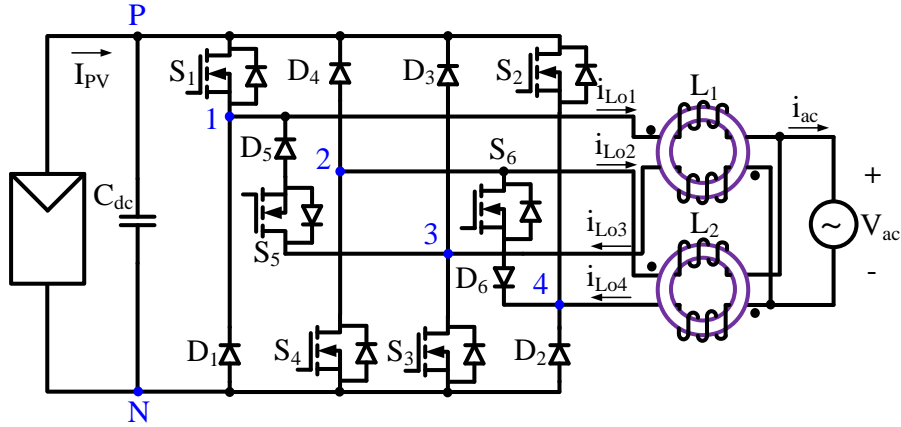 P
I_PV
S_1
D_4
D_3
S_2
i_Lo1
L_1
i_ac
1
D_5
2
S_6
i_Lo2
+
C_dc
S_5
3
i_Lo3
L_2
~
V_ac
D_6
4
i_Lo4
-
D_1
S_4
S_3
D_2
N